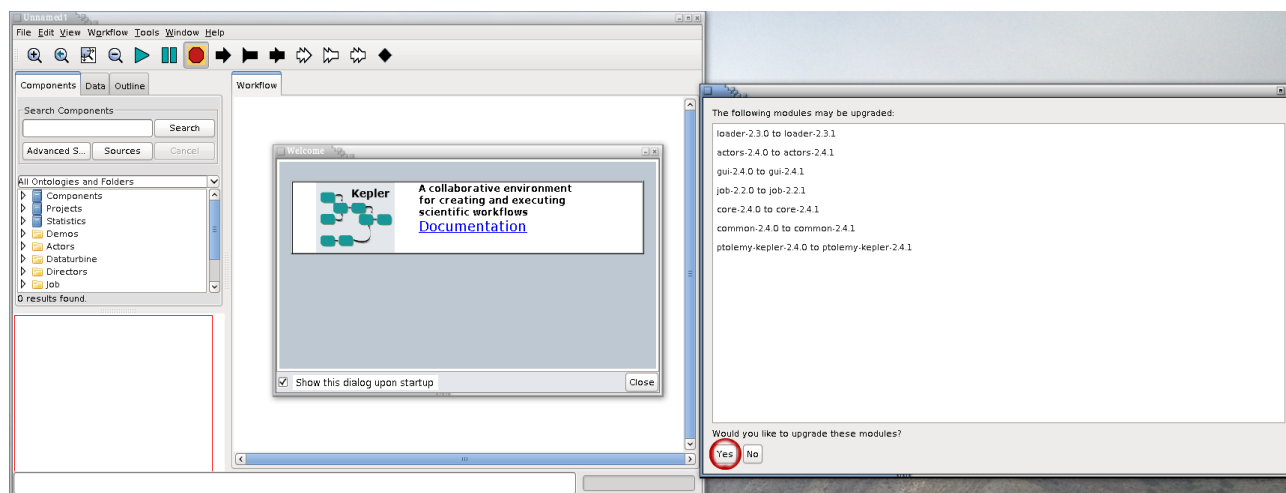 Unnamed1
File Edit View Workflow Tools Window Help
Components Data Outline
Workflow
Search Components
Search
Advanced S... Sources Cancel
All Ontologies and Folders
Components
Projects
Statistics
Demos
Actors
Dataturbine
Directors
Job
0 results found.
Welcome
Kepler
A collaborative environment
for creating and executing
scientific workflows
Documentation
Show this dialog upon startup
Close
The following modules may be upgraded:
loader-2.3.0 to loader-2.3.1
actors-2.4.0 to actors-2.4.1
gui-2.4.0 to gui-2.4.1
job-2.2.0 to job-2.2.1
core-2.4.0 to core-2.4.1
common-2.4.0 to common-2.4.1
ptolemy-kepler-2.4.0 to ptolemy-kepler-2.4.1
Would you like to upgrade these modules?
Yes No